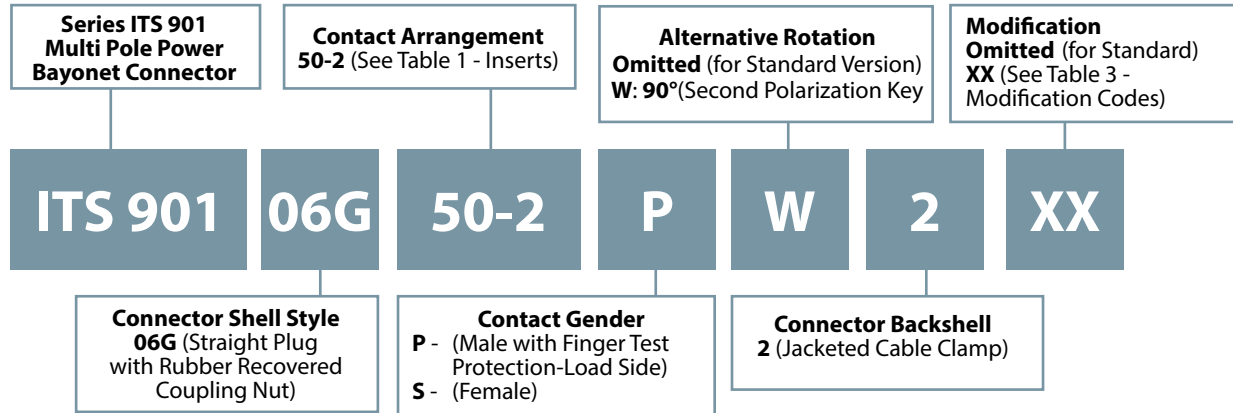 Series ITS 901
Multi Pole Power
Bayonet Connector
Contact Arrangement
50-2 (See Table 1 - Inserts)
Alternative Rotation
Omitted (for Standard Version)
W: 90°(Second Polarization Key
Modification
Omitted (for Standard)
XX (See Table 3 -
Modification Codes)
ITS 901 06G 50-2 P W 2 XX
Connector Shell Style
06G (Straight Plug
with Rubber Recovered
Coupling Nut)
Contact Gender
P - (Male with Finger Test
Protection-Load Side)
S - (Female)
Connector Backshell
2 (Jacketed Cable Clamp)